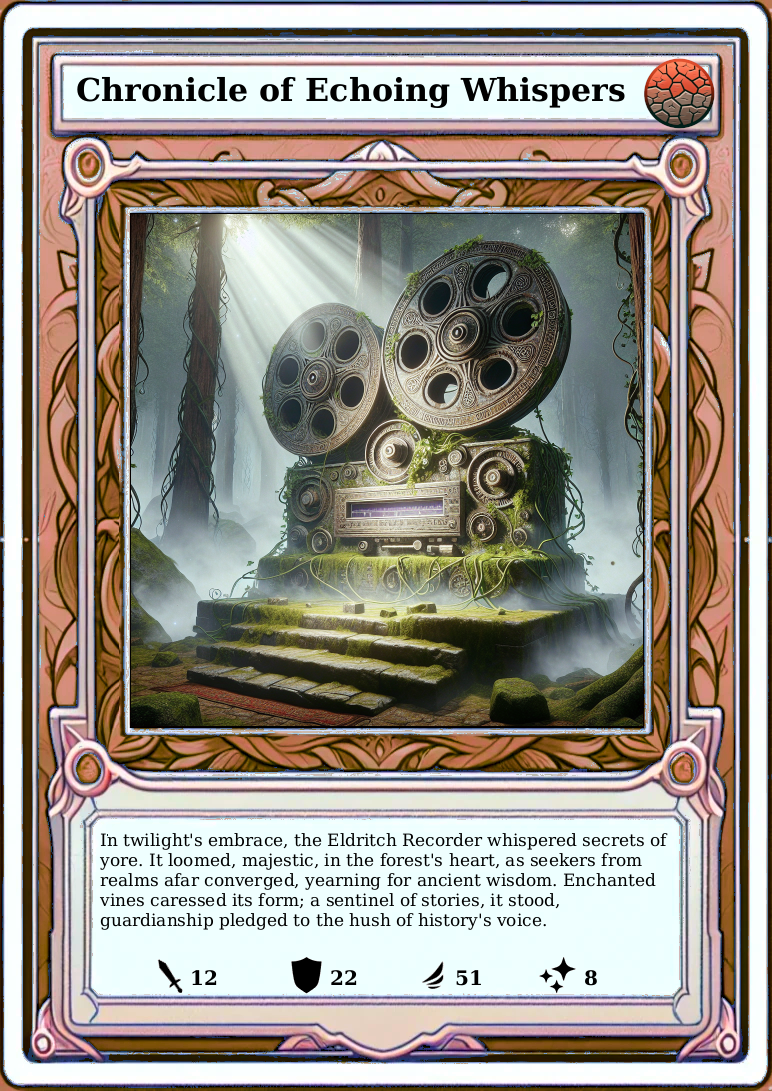 Chronicle of Echoing Whispers
In twilight's embrace, the Eldritch Recorder whispered secrets of
yore. It loomed, majestic, in the forest's heart, as seekers from
realms afar converged, yearning for ancient wisdom. Enchanted
vines caressed its form; a sentinel of stories, it stood,
guardianship pledged to the hush of history's voice.
12 22 51 8